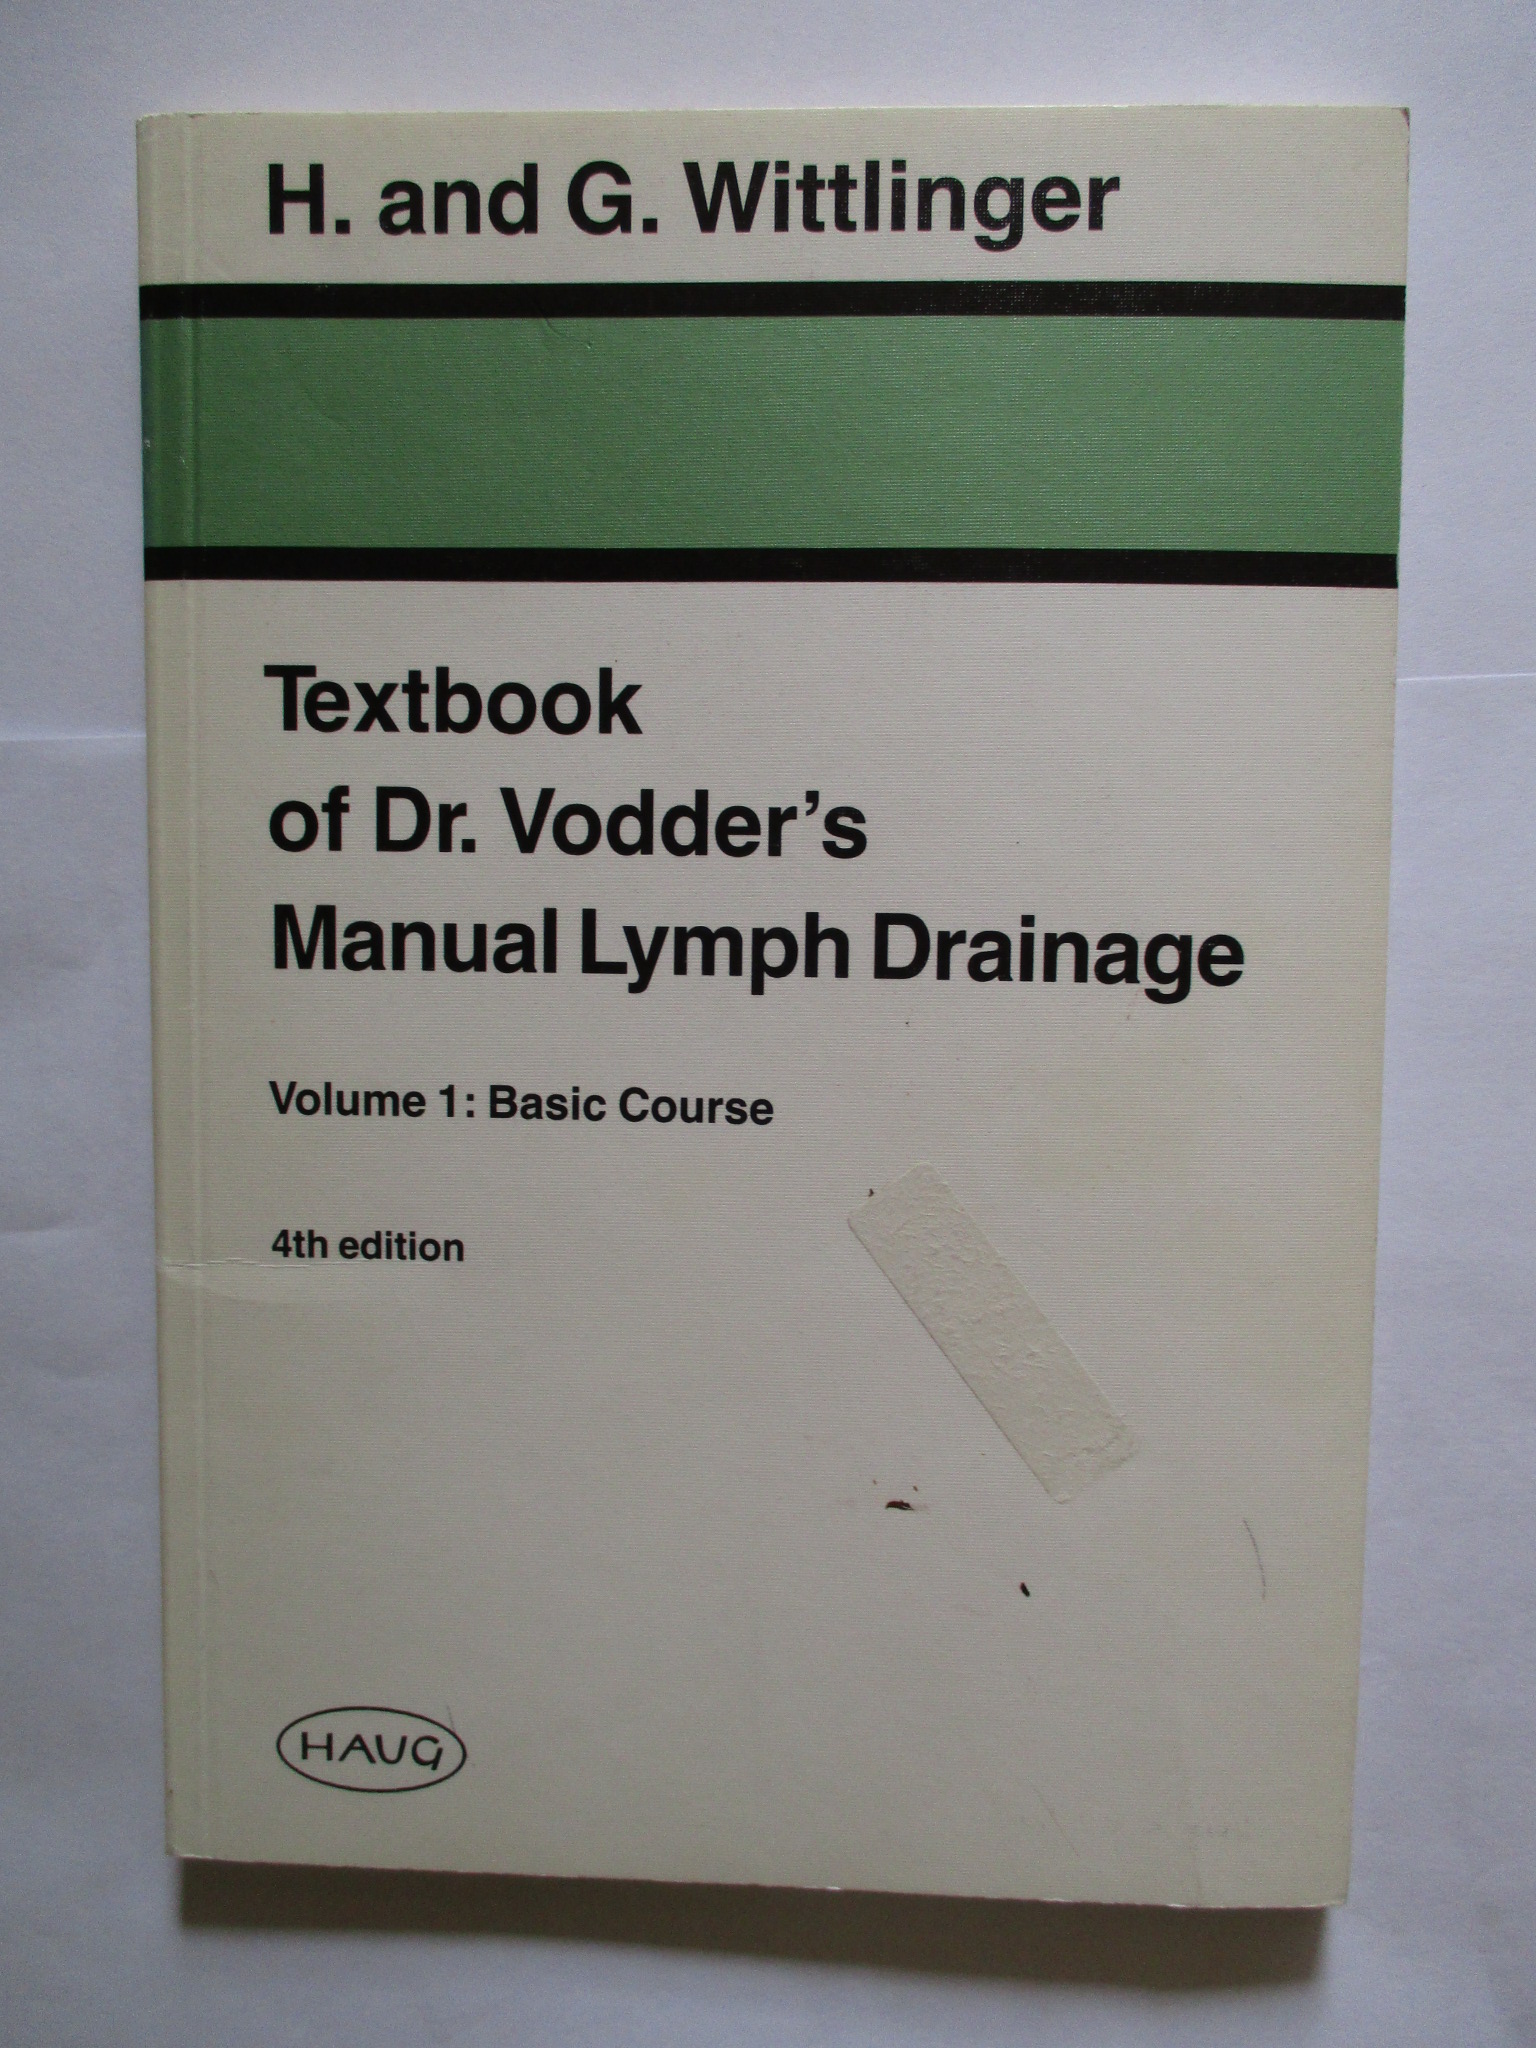 H. and G. Wittlinger
Textbook
of Dr. Vodder’s
Manual Lymph Drainage
Volume 1: Basic Course
4th edition
HAUG